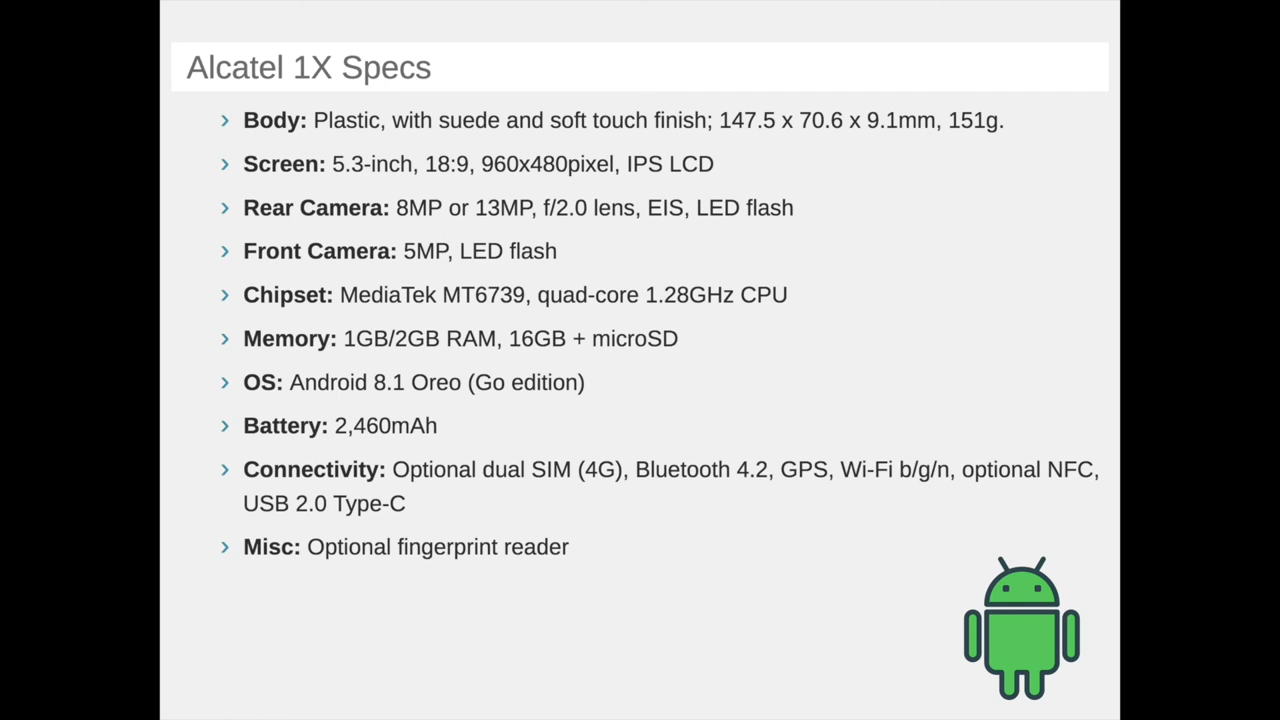 Alcatel 1X Specs
› Body: Plastic, with suede and soft touch finish; 147.5 x 70.6 x 9.1mm, 151g.
› Screen: 5.3-inch, 18:9, 960x480pixel, IPS LCD
› Rear Camera: 8MP or 13MP, f/2.0 lens, EIS, LED flash
› Front Camera: 5MP, LED flash
› Chipset: MediaTek MT6739, quad-core 1.28GHz CPU
› Memory: 1GB/2GB RAM, 16GB + microSD
› OS: Android 8.1 Oreo (Go edition)
› Battery: 2,460mAh
› Connectivity: Optional dual SIM (4G), Bluetooth 4.2, GPS, Wi-Fi b/g/n, optional NFC,
USB 2.0 Type-C
› Misc: Optional fingerprint reader